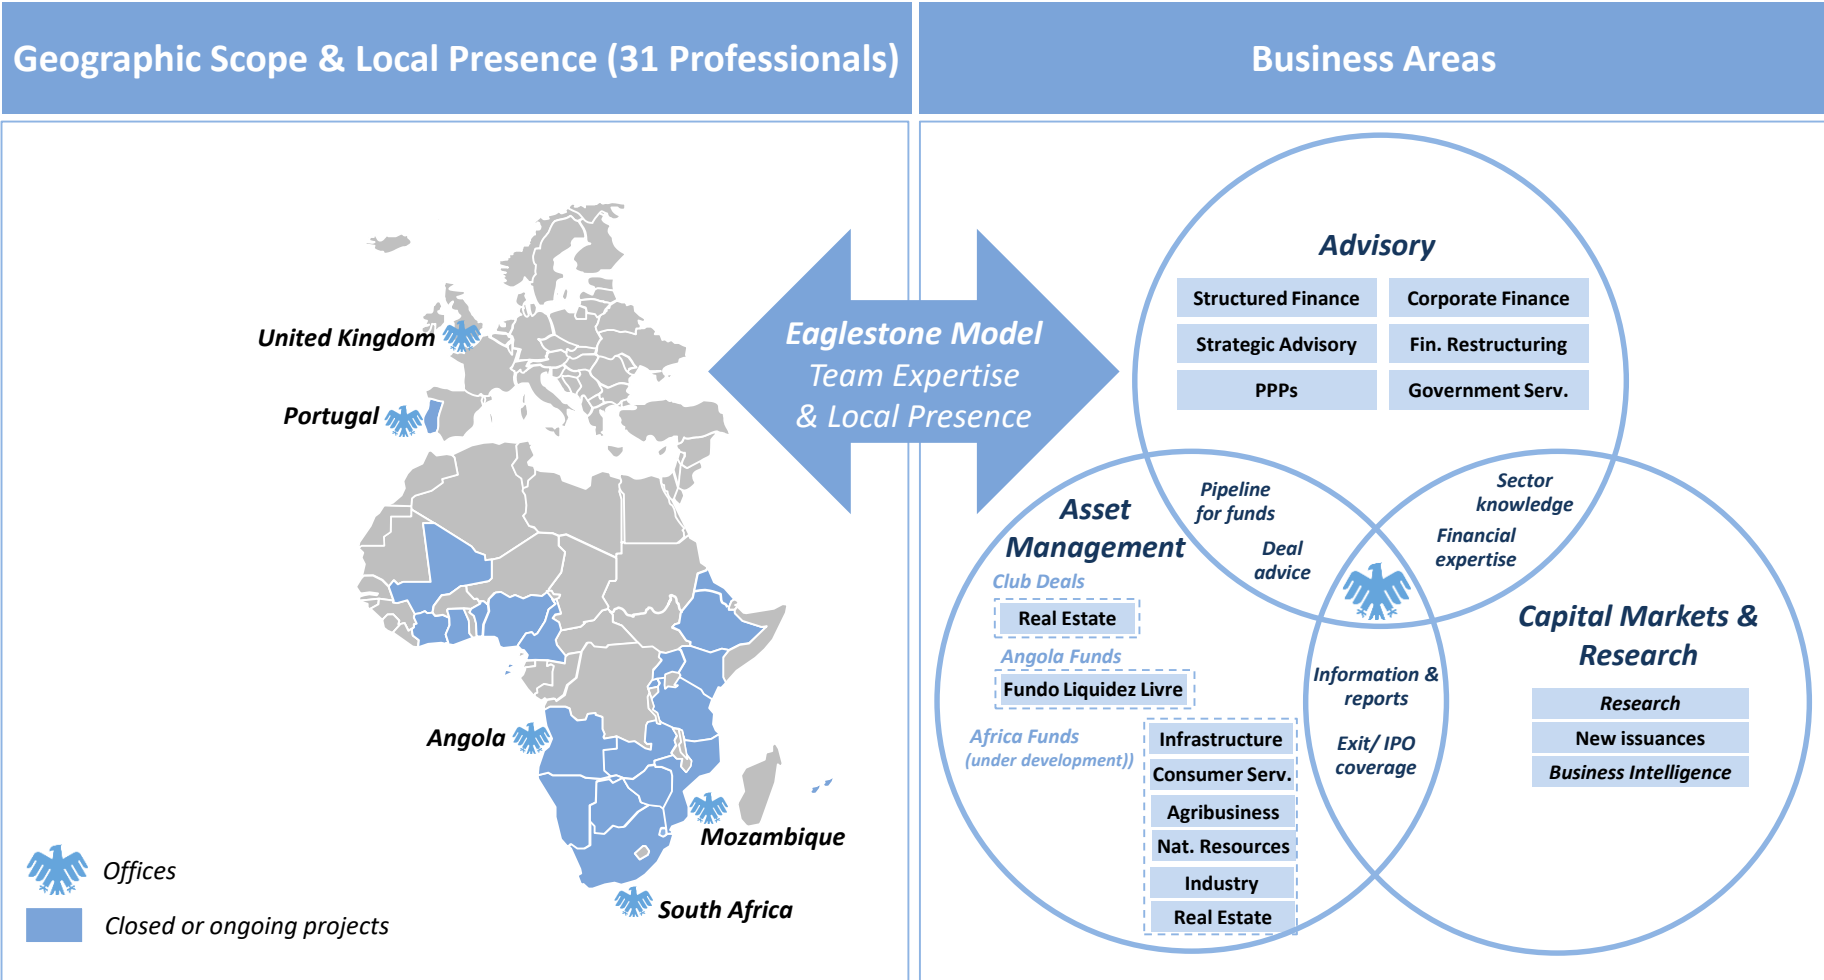 Geographic Scope & Local Presence (31 Professionals)
United Kingdom
Portugal
Angola
Mozambique
South Africa
Offices
Closed or ongoing projects
Eaglestone Model
Team Expertise
& Local Presence
Business Areas
Advisory
Structured Finance
Corporate Finance
Strategic Advisory
Fin. Restructuring
PPPs
Government Serv.
Pipeline
for funds
Deal
advice
Sector
knowledge
Financial
expertise
Asset
Management
Club Deals
Real Estate
Angola Funds
Fundo Liquidez Livre
Africa Funds
(under development))
Infrastructure
Consumer Serv.
Agribusiness
Nat. Resources
Industry
Real Estate
Information &
reports
Exit/ IPO
coverage
Capital Markets &
Research
Research
New issuances
Business Intelligence